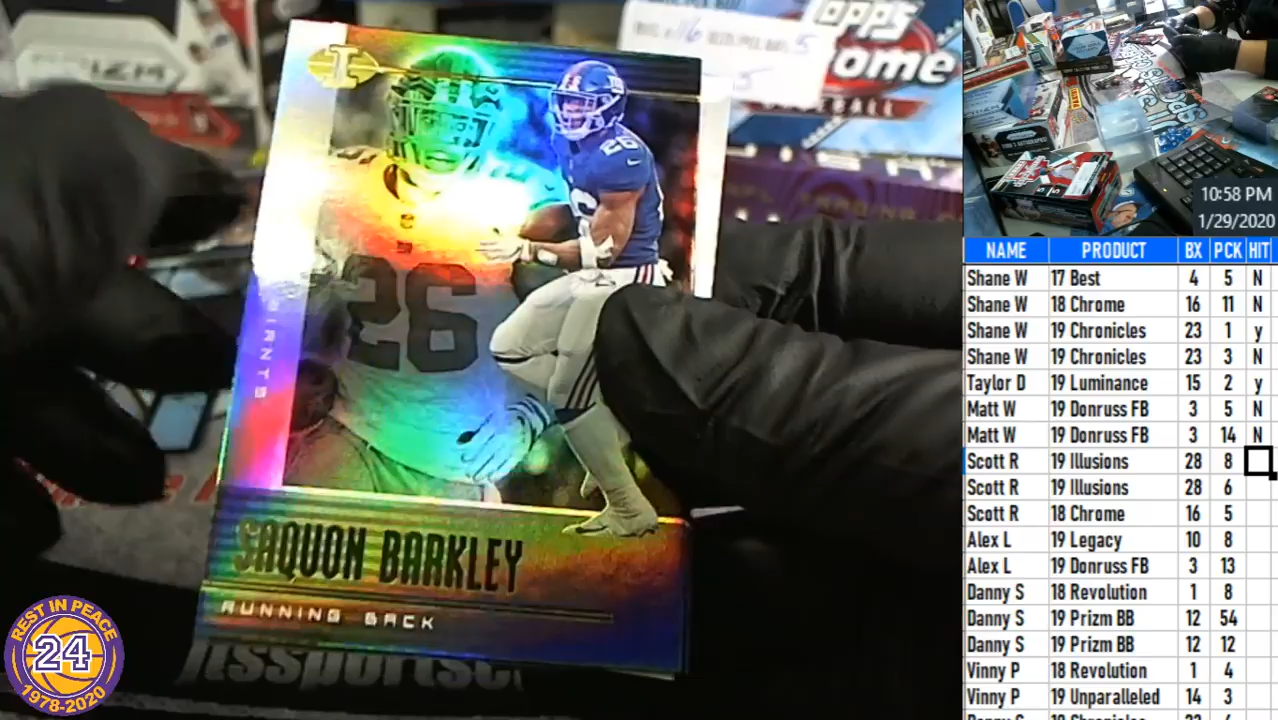 opps
ome
BASEBALL
16
5
I
26
26
GIANTS
SAQUON BARKLEY
RUNNING BACK
REST IN PEACE
24
1978-2020
10:58 PM
1/29/2020
NAME PRODUCT BX PCK HIT
Shane W 17 Best 4 5 N
Shane W 18 Chrome 16 11 N
Shane W 19 Chronicles 23 1 y
Shane W 19 Chronicles 23 3 N
Taylor D 19 Luminance 15 2 y
Matt W 19 Donruss FB 3 5 N
Matt W 19 Donruss FB 3 14 N
Scott R 19 Illusions 28 8
Scott R 19 Illusions 28 6
Scott R 18 Chrome 16 5
Alex L 19 Legacy 10 8
Alex L 19 Donruss FB 3 13
Danny S 18 Revolution 1 8
Danny S 19 Prizm BB 12 54
Danny S 19 Prizm BB 12 12
Vinny P 18 Revolution 1 4
Vinny P 19 Unparalleled 14 3